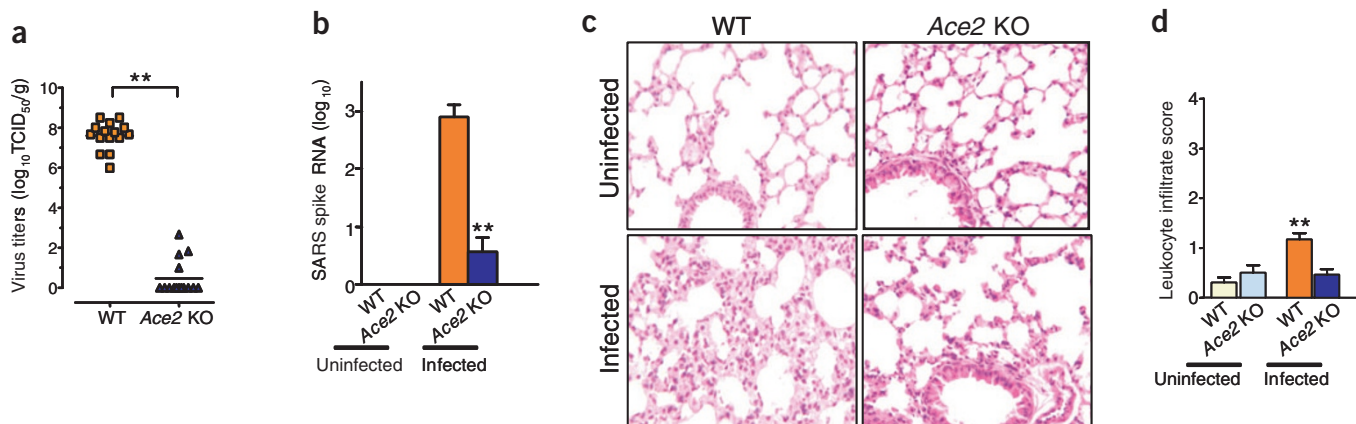 a
Virus titers (log10TCID50/g)
10
8
6
4
2
0
**
WT
Ace2 KO
b
SARS spike RNA (log10)
3
2
1
0
**
WT
Ace2 KO
WT
Ace2 KO
Uninfected
Infected
c
WT
Ace2 KO
Uninfected
Infected
d
Leukocyte infiltrate score
4
3
2
1
0
**
WT
Ace2 KO
WT
Ace2 KO
Uninfected
Infected